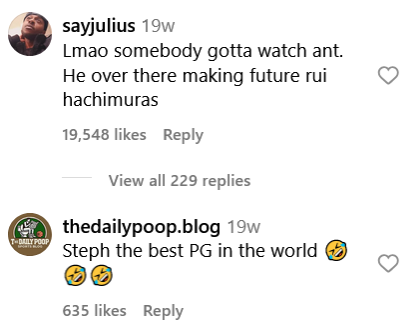 sayjulius 19w
Lmao somebody gotta watch ant.
He over there making future rui
hachimuras
19,548 likes Reply
View all 229 replies
THE DAILY POOP
SPORTS BLOG
thedailypoop.blog 19w
Steph the best PG in the world 🤣
🤣🤣
635 likes Reply